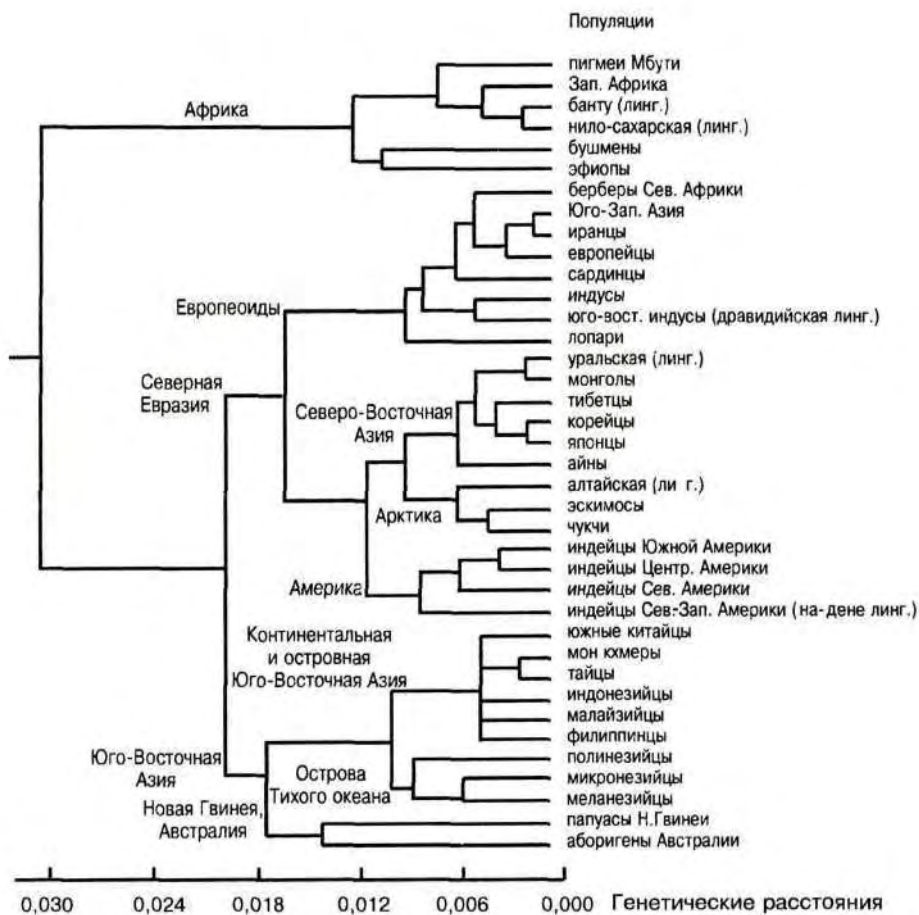 Популяции
пигмеи Мбути
Зап. Африка
Африка
банту (линг.)
нило-сахарская (линг.)
бушмены
эфиопы
берберы Сев. Африки
Юго-Зап. Азия
иранцы
европейцы
сардинцы
Европеоиды
индусы
юго-вост. индусы (дравидийская линг.)
лопари
уральская (линг.)
Северная
Евразия
монголы
Северо-Восточная
Азия
тибетцы
корейцы
японцы
айны
алтайская (ли г.)
Арктика
эскимосы
чукчи
индейцы Южной Америки
индейцы Центр. Америки
Америка
индейцы Сев. Америки
индейцы Сев.-Зап. Америки (на-дене линг.)
Континентальная
и островная
Юго-Восточная Азия
южные китайцы
мон кхмеры
тайцы
индонезийцы
малайзийцы
филиппинцы
Юго-Восточная
Азия
полинезийцы
Острова
Тихого океана
микронезийцы
меланезийцы
Новая Гвинея,
Австралия
папуасы Н.Гвинеи
аборигены Австралии
0,030 0,024 0,018 0,012 0,006 0,000 Генетические расстояния